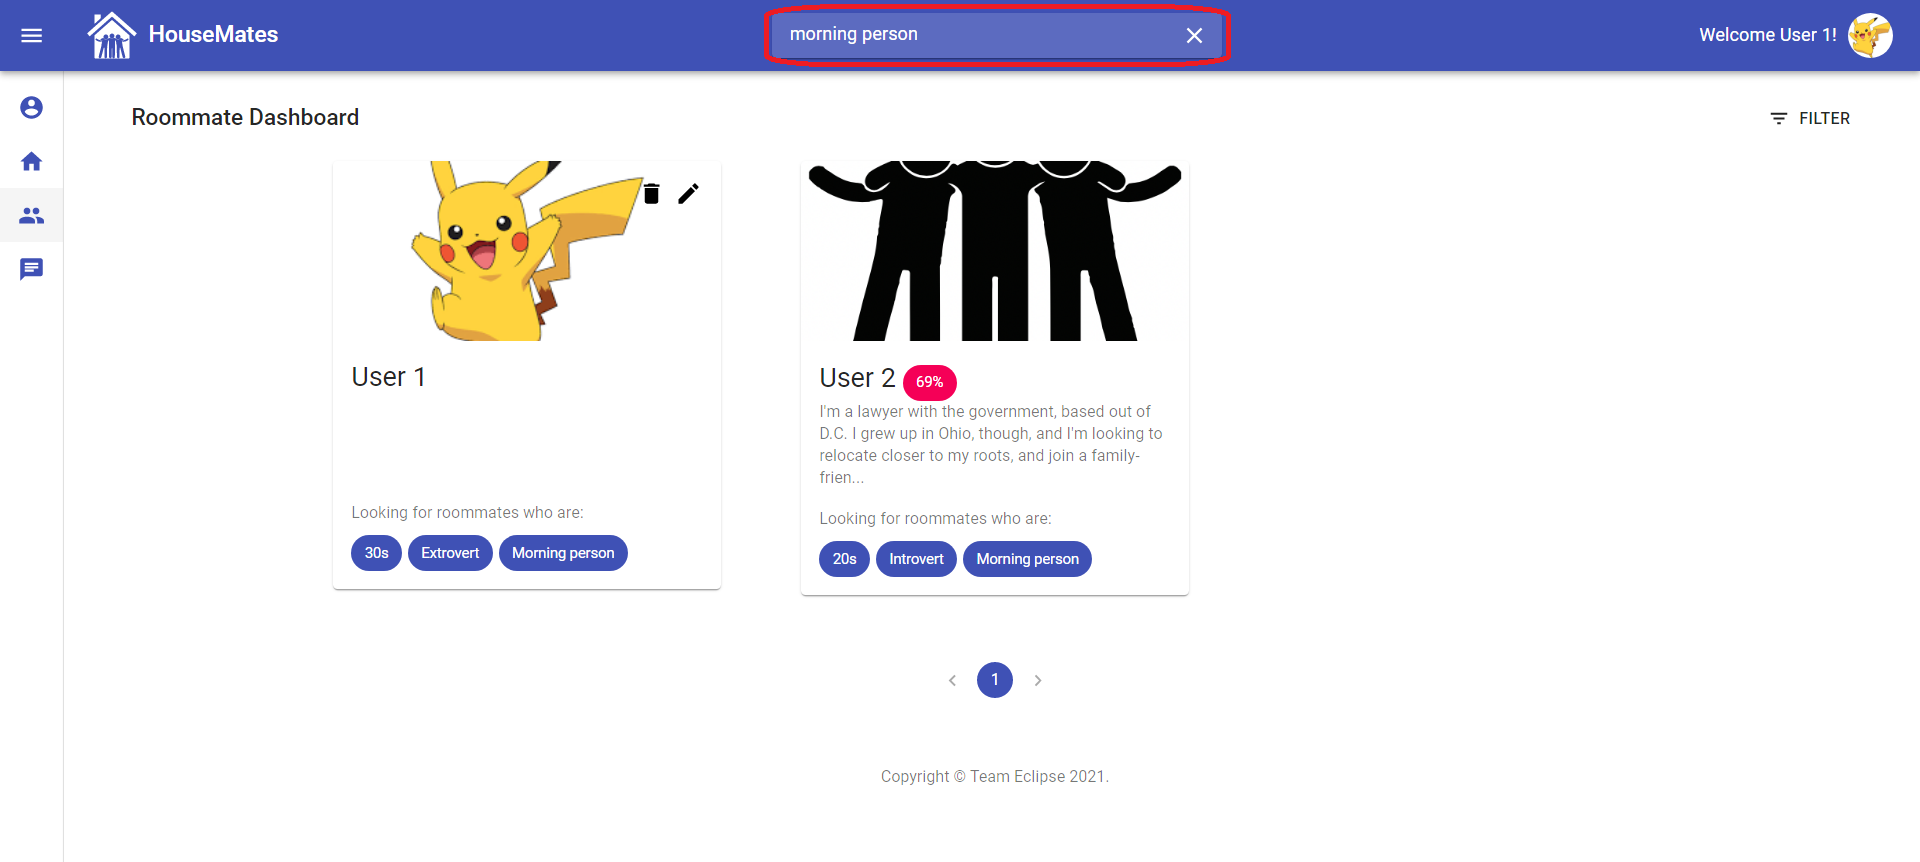 HouseMates
morning person
Welcome User 1!
Roommate Dashboard
FILTER
User 1
Looking for roommates who are:
30s Extrovert Morning person
User 2 69%
I'm a lawyer with the government, based out of
D.C. I grew up in Ohio, though, and I'm looking to
relocate closer to my roots, and join a family-
frien...
Looking for roommates who are:
20s Introvert Morning person
1
Copyright © Team Eclipse 2021.